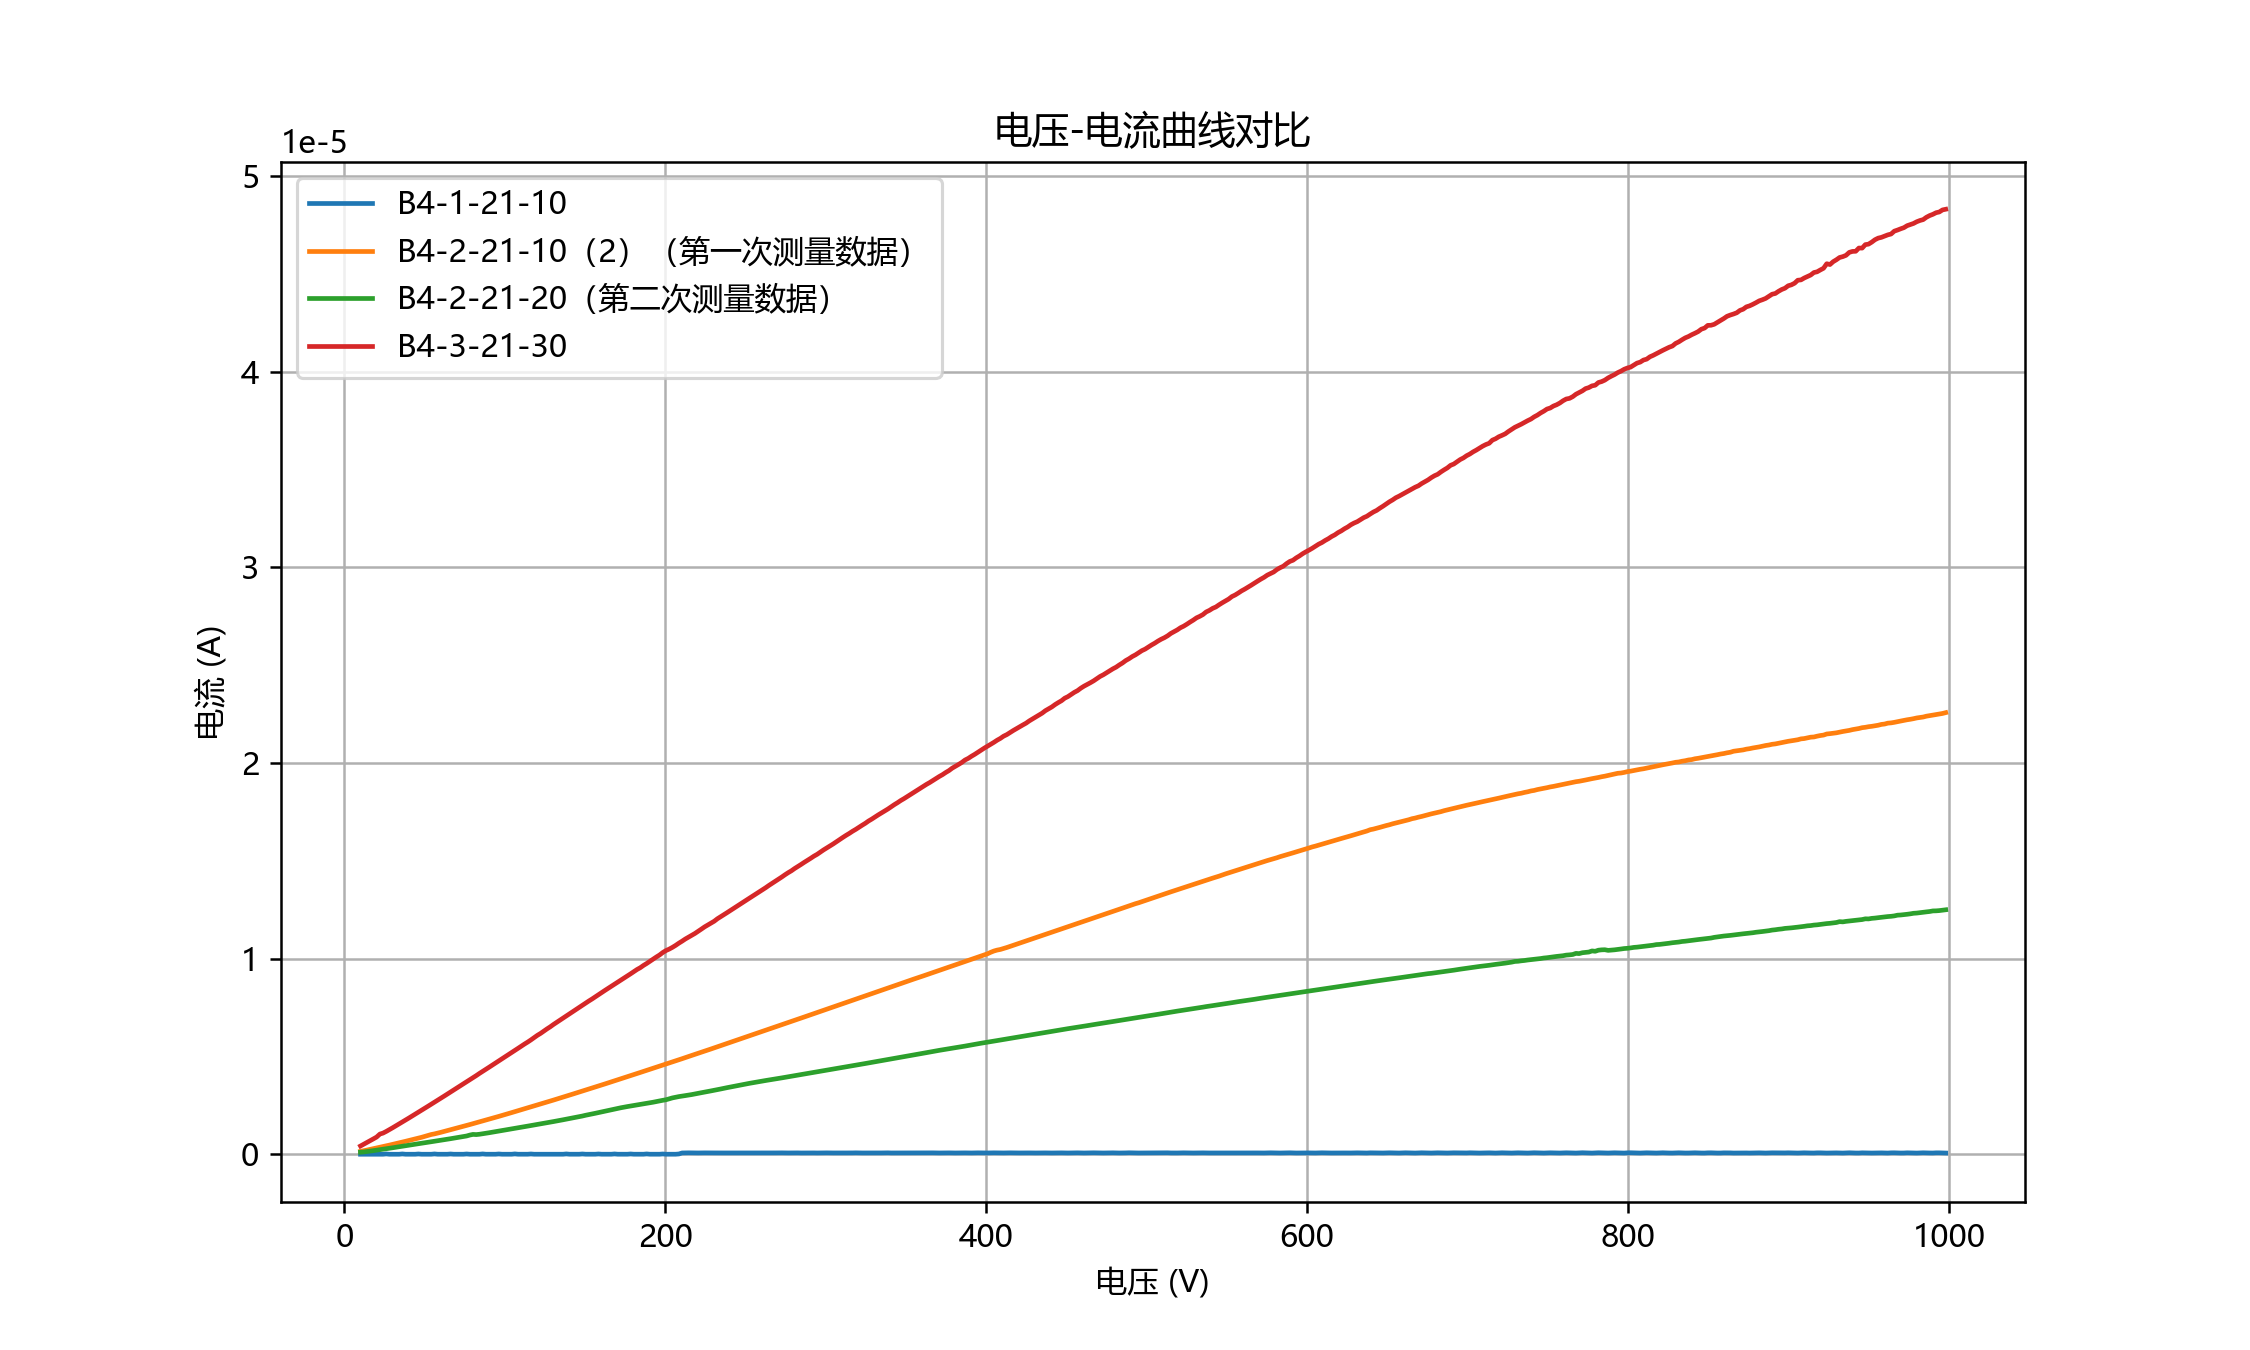 电压-电流曲线对比
1e-5
5
4
3
2
1
0
电流 (A)
B4-1-21-10
B4-2-21-10（2）（第一次测量数据）
B4-2-21-20（第二次测量数据）
B4-3-21-30
0 200 400 600 800 1000
电压 (V)